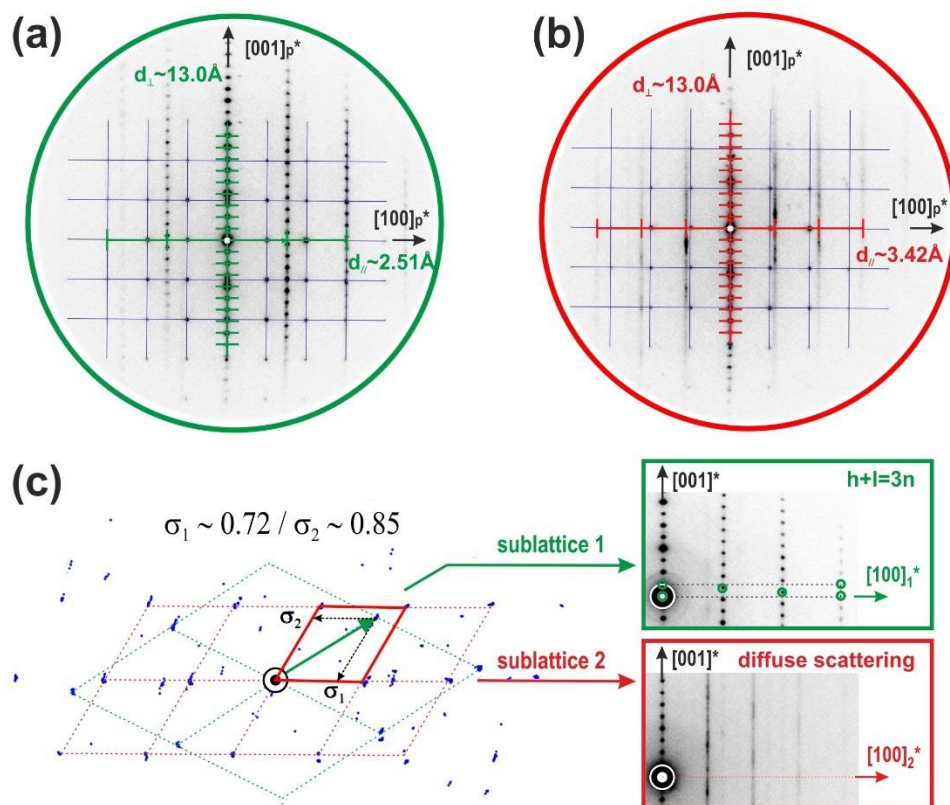 (a)
[001]p*
d⊥~13.0Å
[100]p*
d//~2.51Å
(b)
[001]p*
d⊥~13.0Å
[100]p*
d//~3.42Å
(c)
σ1 ~ 0.72 / σ2 ~ 0.85
sublattice 1
σ2
σ1
sublattice 2
[001]*
h+l=3n
[100]1*
[001]*
diffuse scattering
[100]2*